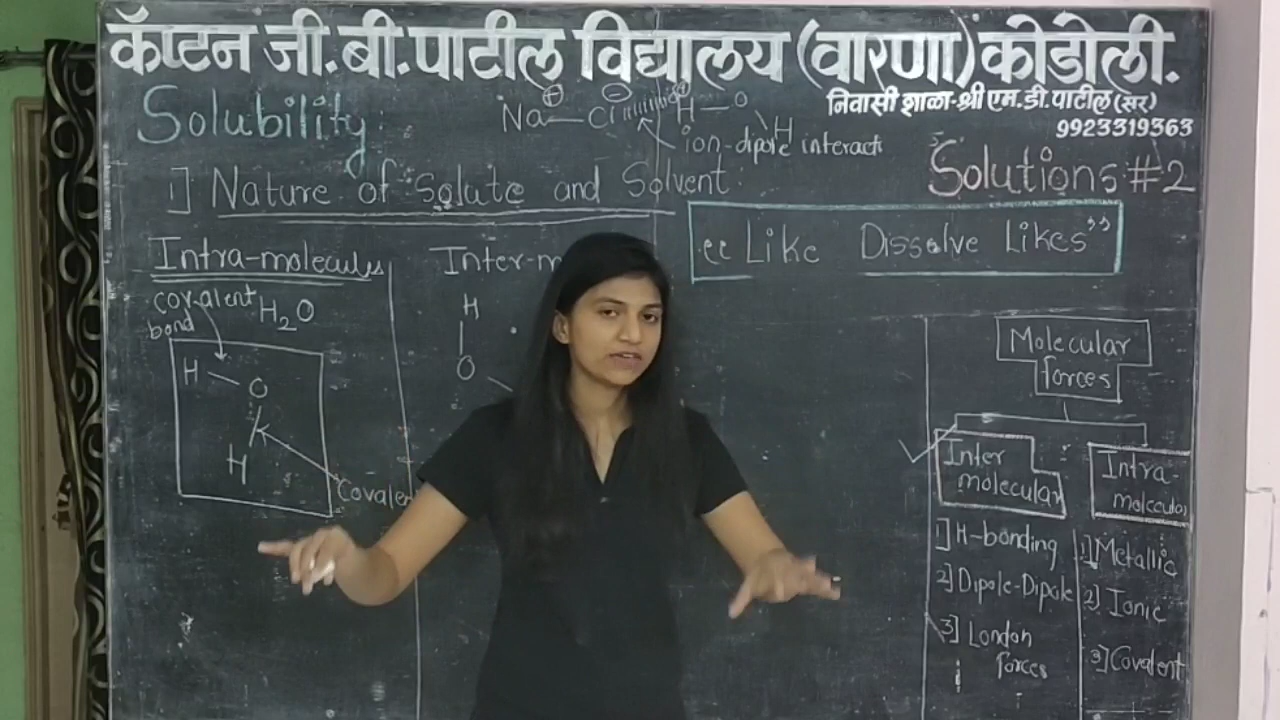 कॅप्टन जी.बी.पाटील विद्यालय (वारणा) कोडोली.
निवासी शाळा-श्री एम.डी.पाटील (सर)
9923319363
Solubility:
Na⊕—Cl⊖ ⊕H—O
H
ion-dipole interact
Solutions:#2
1] Nature of Solute and Solvent:
"Like Dissolve Likes"
Intra-molecules
covalent
bond
H₂O
H—O
H
Covalen
Inter-m
H
O
Molecular
forces
Inter
molecular
1] H-bonding
2] Dipole-Dipole
3] London
forces
Intra-
molecular
1] Metallic
2] Ionic
3] Covalent